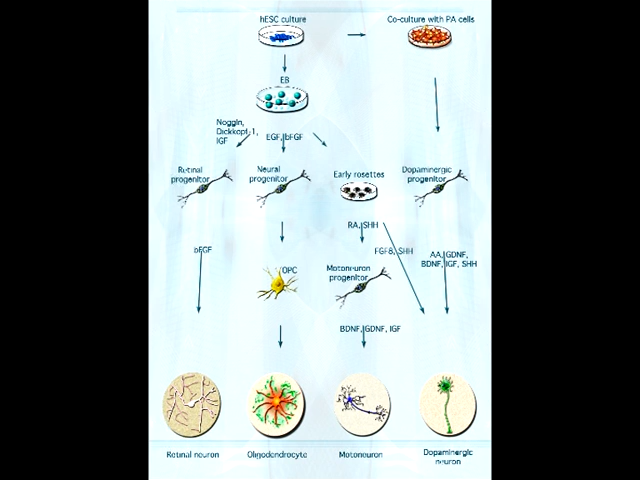 hESC culture
Co-culture with PA cells
EB
Noggin,
Dickkopf-1,
IGF
EGF, bFGF
Retinal
progenitor
Neural
progenitor
Early rosettes
Dopaminergic
progenitor
RA, SHH
bFGF
FGF8, SHH
AA, GDNF,
BDNF, IGF, SHH
OPC
Motoneuron
progenitor
BDNF, GDNF, IGF
Retinal neuron
Oligodendrocyte
Motoneuron
Dopaminergic
neuron